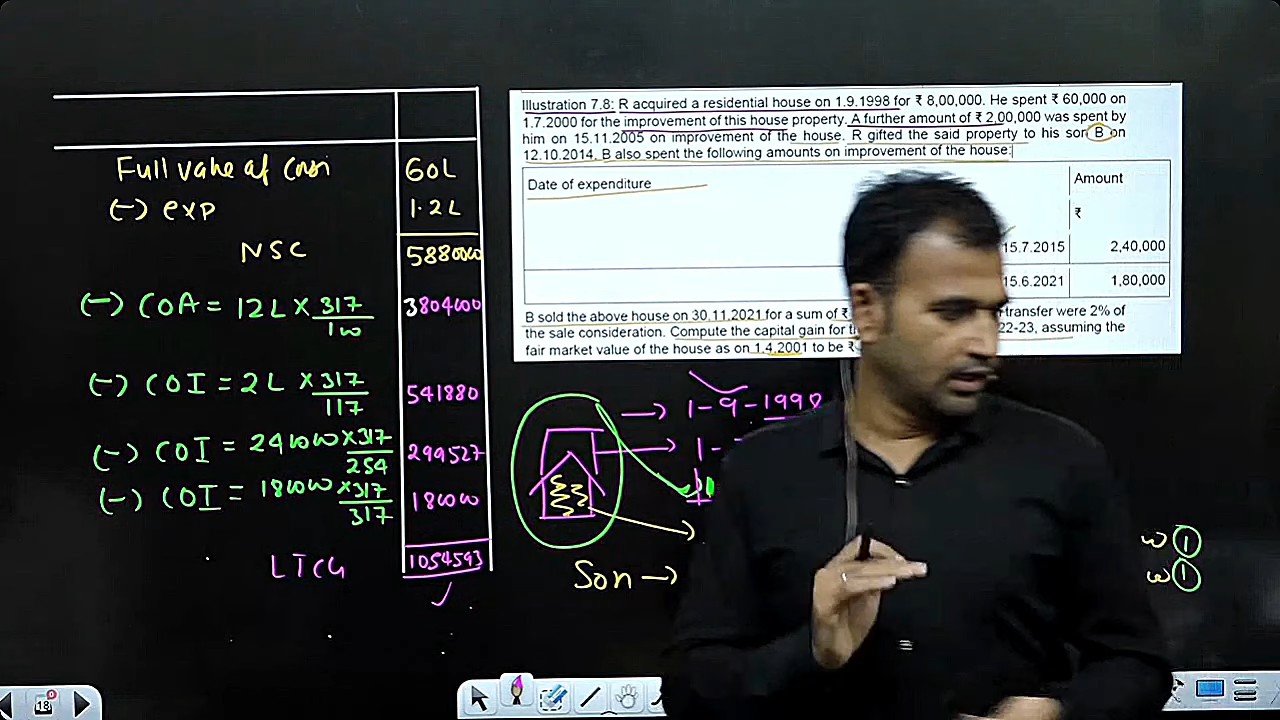 Full value of Consi 60L
(-) exp 1.2L
NSC 5880000
(-) COA = 12L X 317/100 3804000
(-) COI = 2L X 317/117 541880
(-) COI = 240000 X 317/254 299527
(-) COI = 180000 X 317/317 180000
LTCG 1054593
Illustration 7.8: R acquired a residential house on 1.9.1998 for ₹ 8,00,000. He spent ₹ 60,000 on
1.7.2000 for the improvement of this house property. A further amount of ₹ 2,00,000 was spent by
him on 15.11.2005 on improvement of the house. R gifted the said property to his son B on
12.10.2014. B also spent the following amounts on improvement of the house:
Date of expenditure Amount
₹
15.7.2015 2,40,000
15.6.2021 1,80,000
B sold the above house on 30.11.2021 for a sum of ₹ transfer were 2% of
the sale consideration. Compute the capital gain for 22-23, assuming the
fair market value of the house as on 1.4.2001 to be ₹
→ 1-9-1998
→ 1-
Son →
w 1
w 1
18